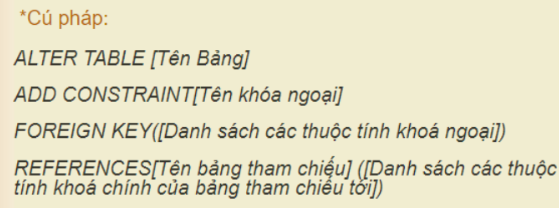 *Cú pháp:
ALTER TABLE [Tên Bảng]
ADD CONSTRAINT[Tên khóa ngoại]
FOREIGN KEY([Danh sách các thuộc tính khoá ngoại])
REFERENCES[Tên bảng tham chiếu] ([Danh sách các thuộc
tính khoá chính của bảng tham chiếu tới])